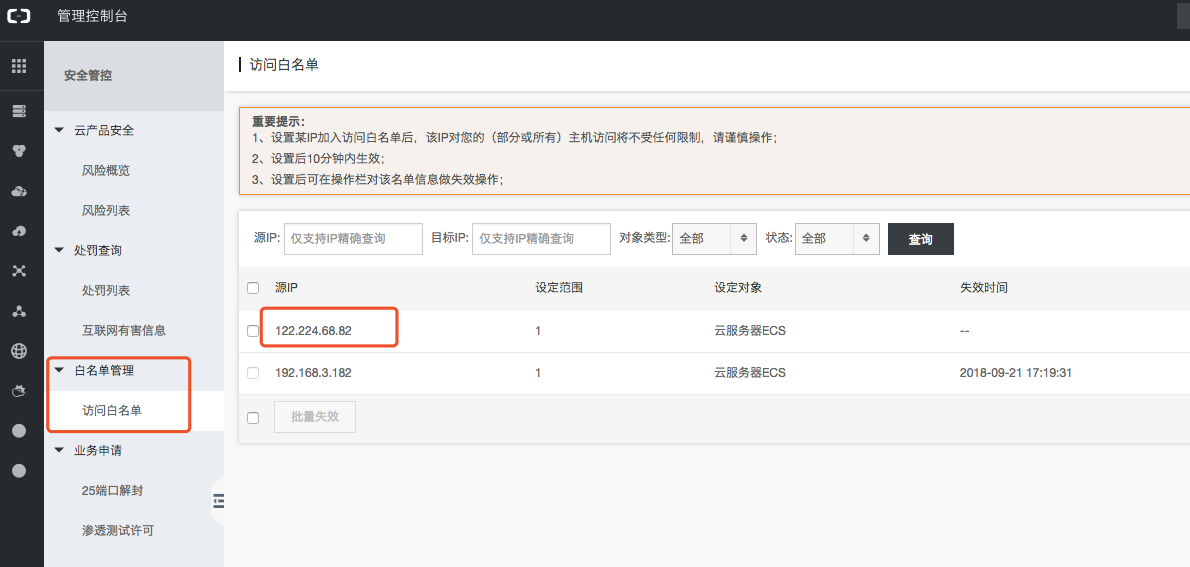 管理控制台
安全管控
云产品安全
风险概览
风险列表
处罚查询
处罚列表
互联网有害信息
白名单管理
访问白名单
业务申请
25端口解封
渗透测试许可
访问白名单
重要提示:
1、设置某IP加入访问白名单后，该IP对您的（部分或所有）主机访问将不受任何限制，请谨慎操作;
2、设置后10分钟内生效;
3、设置后可在操作栏对该名单信息做失效操作;
源IP: 仅支持IP精确查询 目标IP: 仅支持IP精确查询 对象类型: 全部 状态: 全部 查询
源IP 设定范围 设定对象 失效时间
122.224.68.82 1 云服务器ECS --
192.168.3.182 1 云服务器ECS 2018-09-21 17:19:31
批量失效